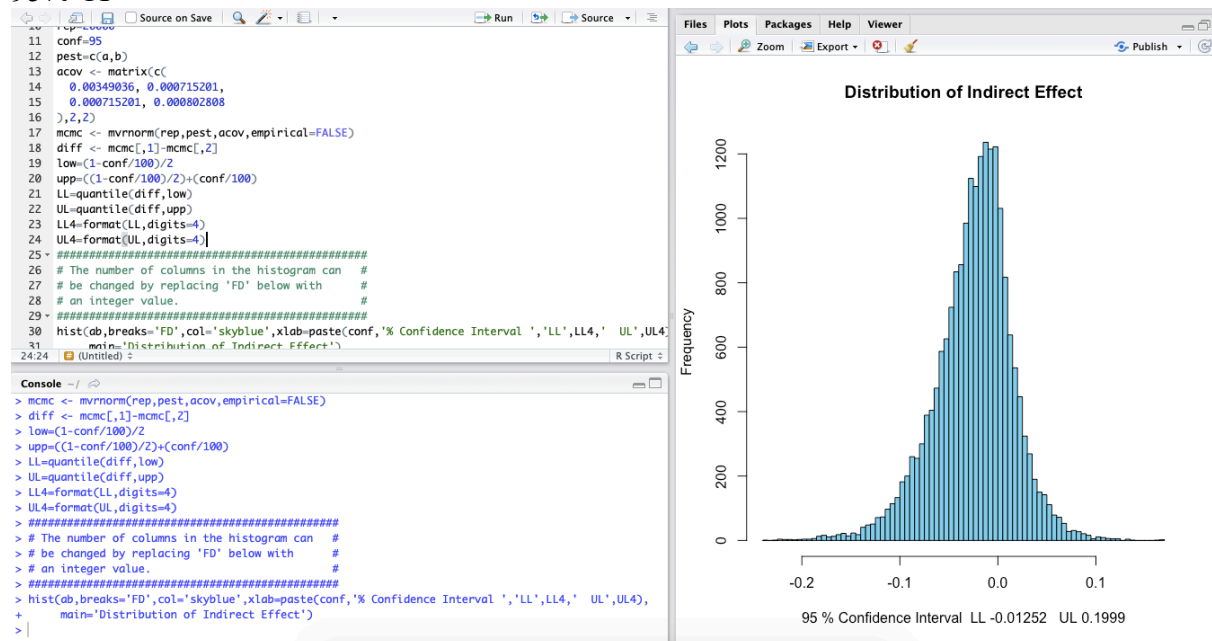 Source on Save
Run
Source
11 conf=95
12 pest=c(a,b)
13 acov <- matrix(c(
14 0.00349036, 0.000715201,
15 0.000715201, 0.000802808
16 ),2,2)
17 mcmc <- mvrnorm(rep,pest,acov,empirical=FALSE)
18 diff <- mcmc[,1]-mcmc[,2]
19 low=(1-conf/100)/2
20 upp=((1-conf/100)/2)+(conf/100)
21 LL=quantile(diff,low)
22 UL=quantile(diff,upp)
23 LL4=format(LL,digits=4)
24 UL4=format(UL,digits=4)
25 ################################################
26 # The number of columns in the histogram can #
27 # be changed by replacing 'FD' below with #
28 # an integer value. #
29 ################################################
30 hist(ab,breaks='FD',col='skyblue',xlab=paste(conf,'% Confidence Interval ','LL',LL4,' UL',UL4)
31 main='Distribution of Indirect Effect')
24:24 (Untitled) R Script
Console ~/
> mcmc <- mvrnorm(rep,pest,acov,empirical=FALSE)
> diff <- mcmc[,1]-mcmc[,2]
> low=(1-conf/100)/2
> upp=((1-conf/100)/2)+(conf/100)
> LL=quantile(diff,low)
> UL=quantile(diff,upp)
> LL4=format(LL,digits=4)
> UL4=format(UL,digits=4)
> ################################################
> # The number of columns in the histogram can #
> # be changed by replacing 'FD' below with #
> # an integer value. #
> ################################################
> hist(ab,breaks='FD',col='skyblue',xlab=paste(conf,'% Confidence Interval ','LL',LL4,' UL',UL4),
+ main='Distribution of Indirect Effect')
>
Files Plots Packages Help Viewer
Zoom Export Publish
Distribution of Indirect Effect
Frequency
1200
1000
800
600
400
200
0
-0.2 -0.1 0.0 0.1
95 % Confidence Interval LL -0.01252 UL 0.1999